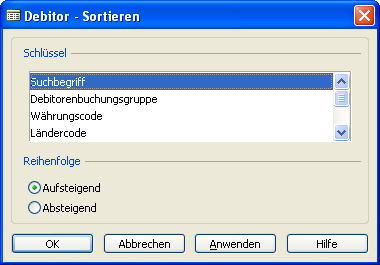 Debitor - Sortieren
Schlüssel
Suchbegriff
Debitorenbuchungsgruppe
Währungscode
Ländercode
Reihenfolge
Aufsteigend
Absteigend
OK Abbrechen Anwenden Hilfe